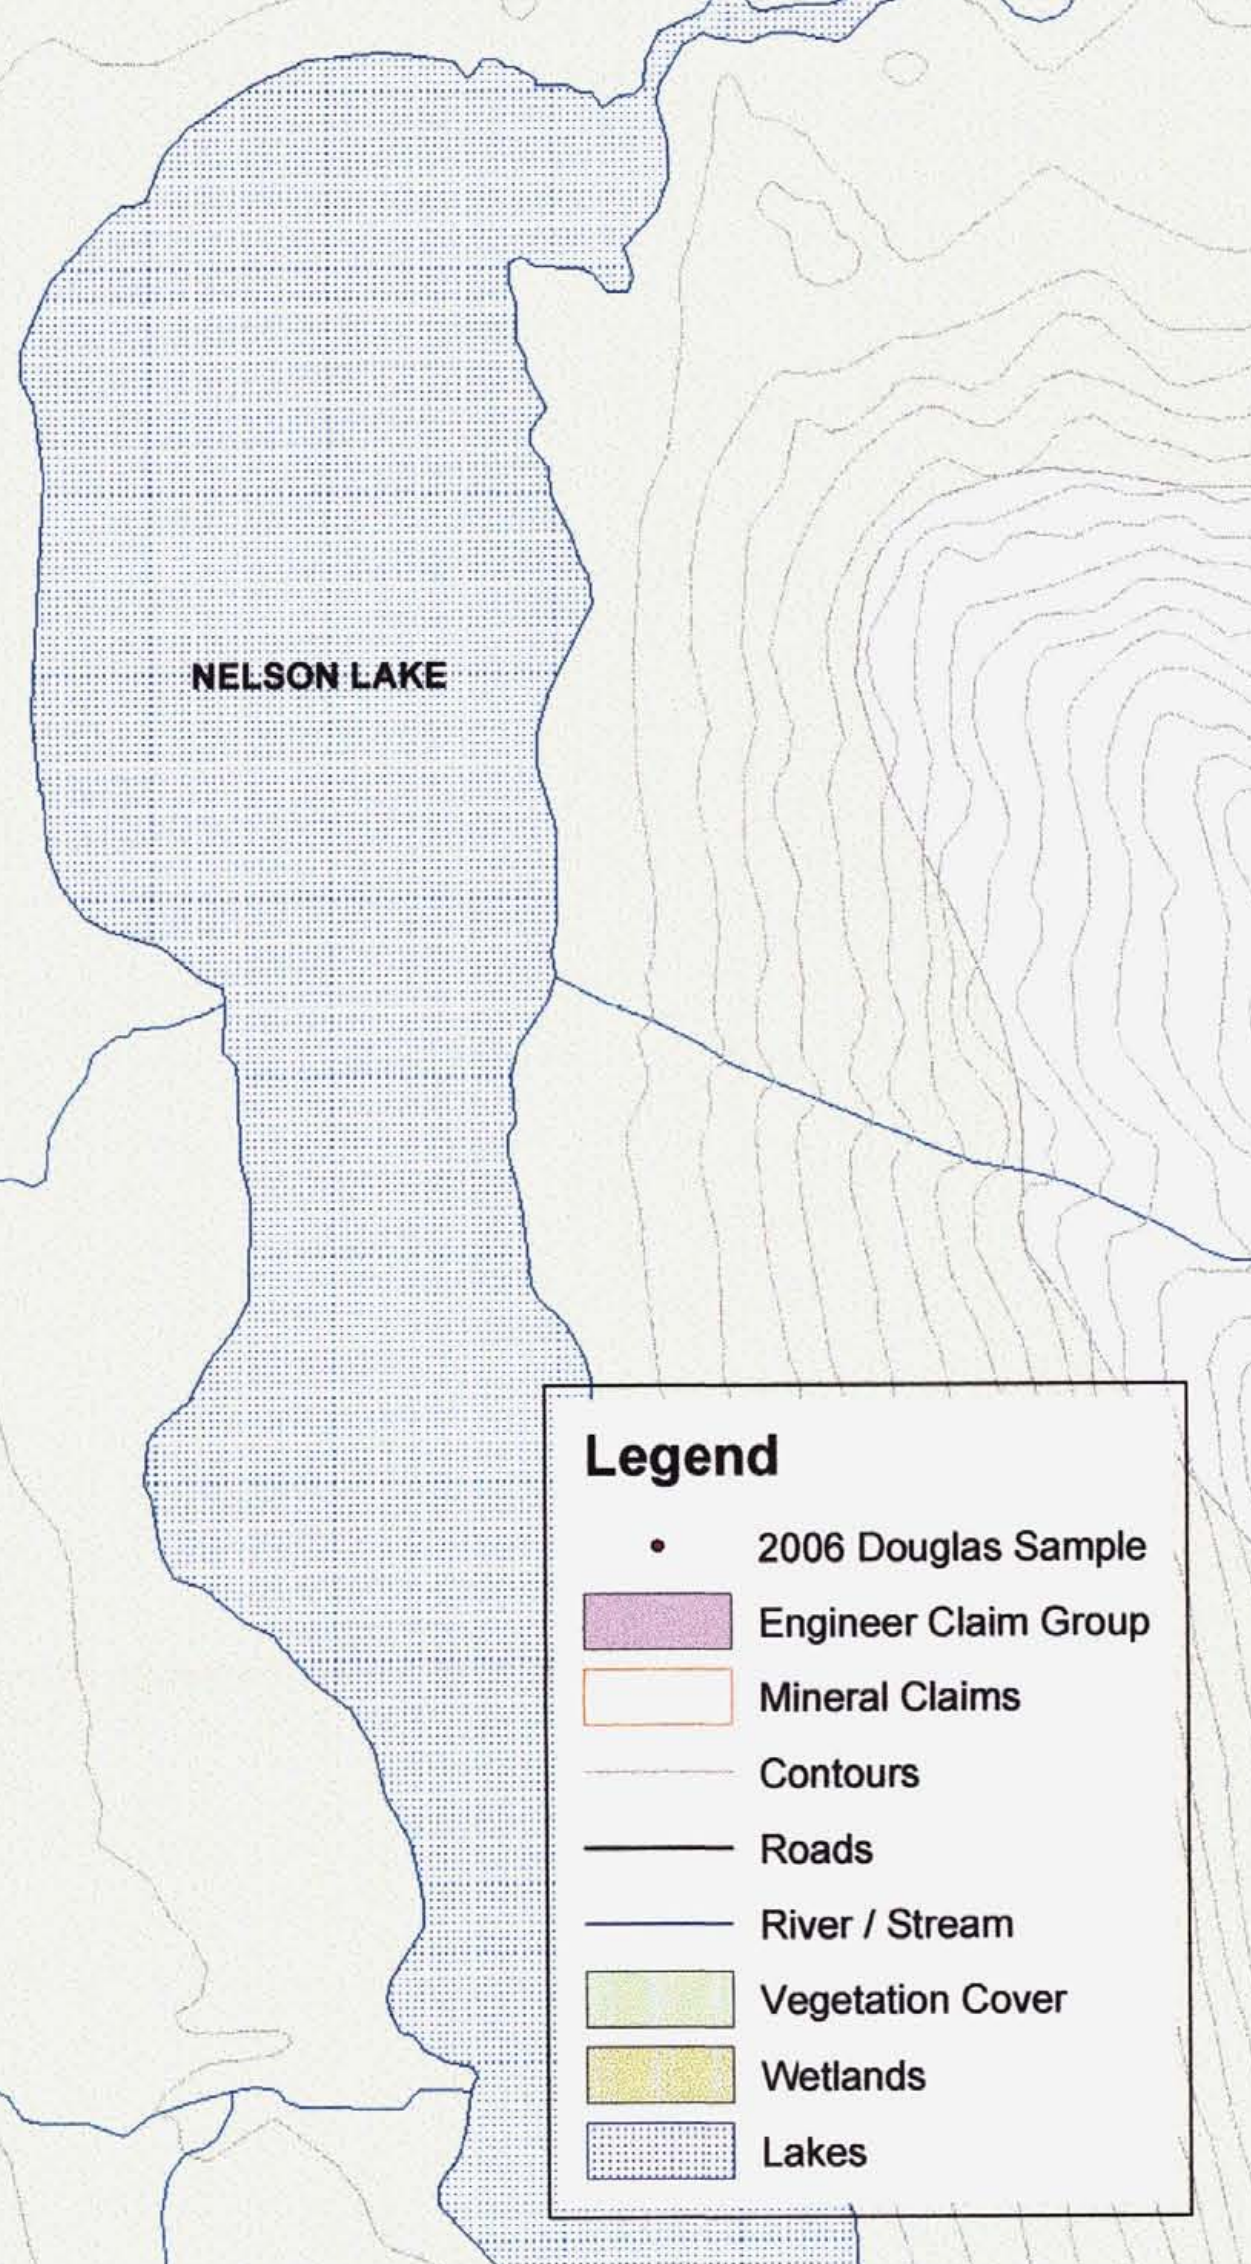 NELSON LAKE
Legend
2006 Douglas Sample
Engineer Claim Group
Mineral Claims
Contours
Roads
River / Stream
Vegetation Cover
Wetlands
Lakes